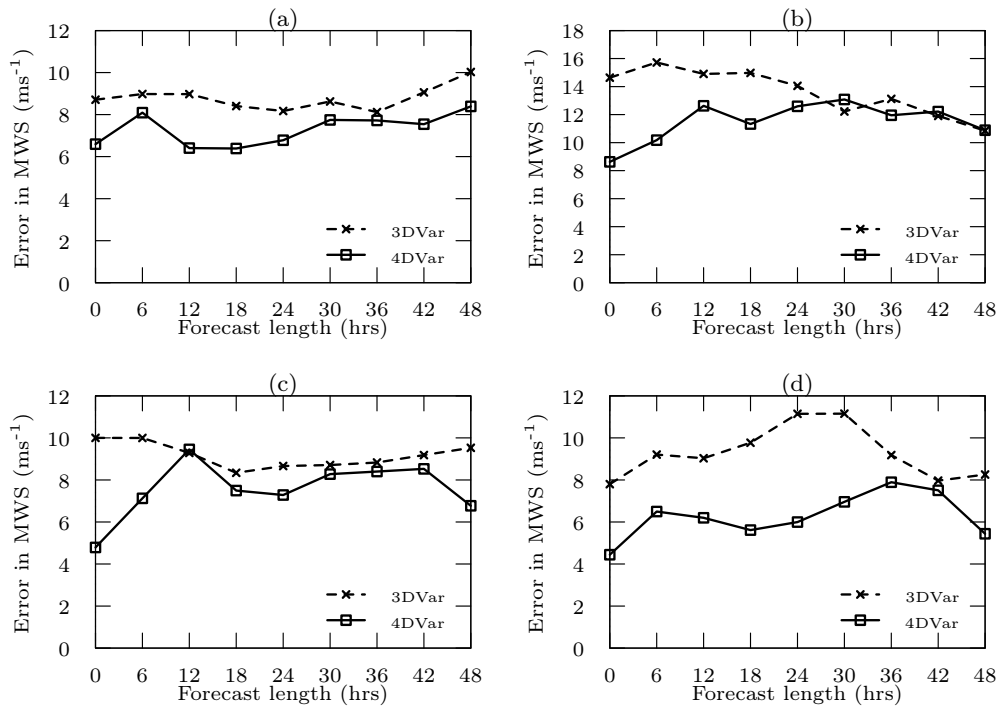 (a)
Error in MWS (ms⁻¹)
12
10
8
6
4
2
0
3DVar
4DVar
0 6 12 18 24 30 36 42 48
Forecast length (hrs)
(b)
Error in MWS (ms⁻¹)
18
16
14
12
10
8
6
4
2
0
3DVar
4DVar
0 6 12 18 24 30 36 42 48
Forecast length (hrs)
(c)
Error in MWS (ms⁻¹)
12
10
8
6
4
2
0
3DVar
4DVar
0 6 12 18 24 30 36 42 48
Forecast length (hrs)
(d)
Error in MWS (ms⁻¹)
12
10
8
6
4
2
0
3DVar
4DVar
0 6 12 18 24 30 36 42 48
Forecast length (hrs)